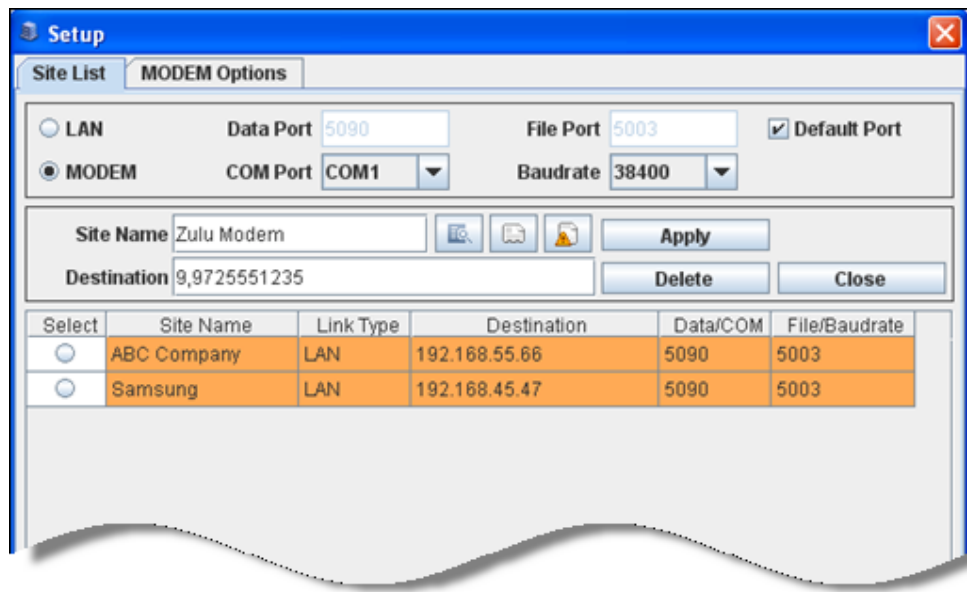 Setup
Site List MODEM Options
LAN Data Port 5090 File Port 5003 Default Port
MODEM COM Port COM1 Baudrate 38400
Site Name Zulu Modem Apply
Destination 9,9725551235 Delete Close
Select Site Name Link Type Destination Data/COM File/Baudrate
ABC Company LAN 192.168.55.66 5090 5003
Samsung LAN 192.168.45.47 5090 5003